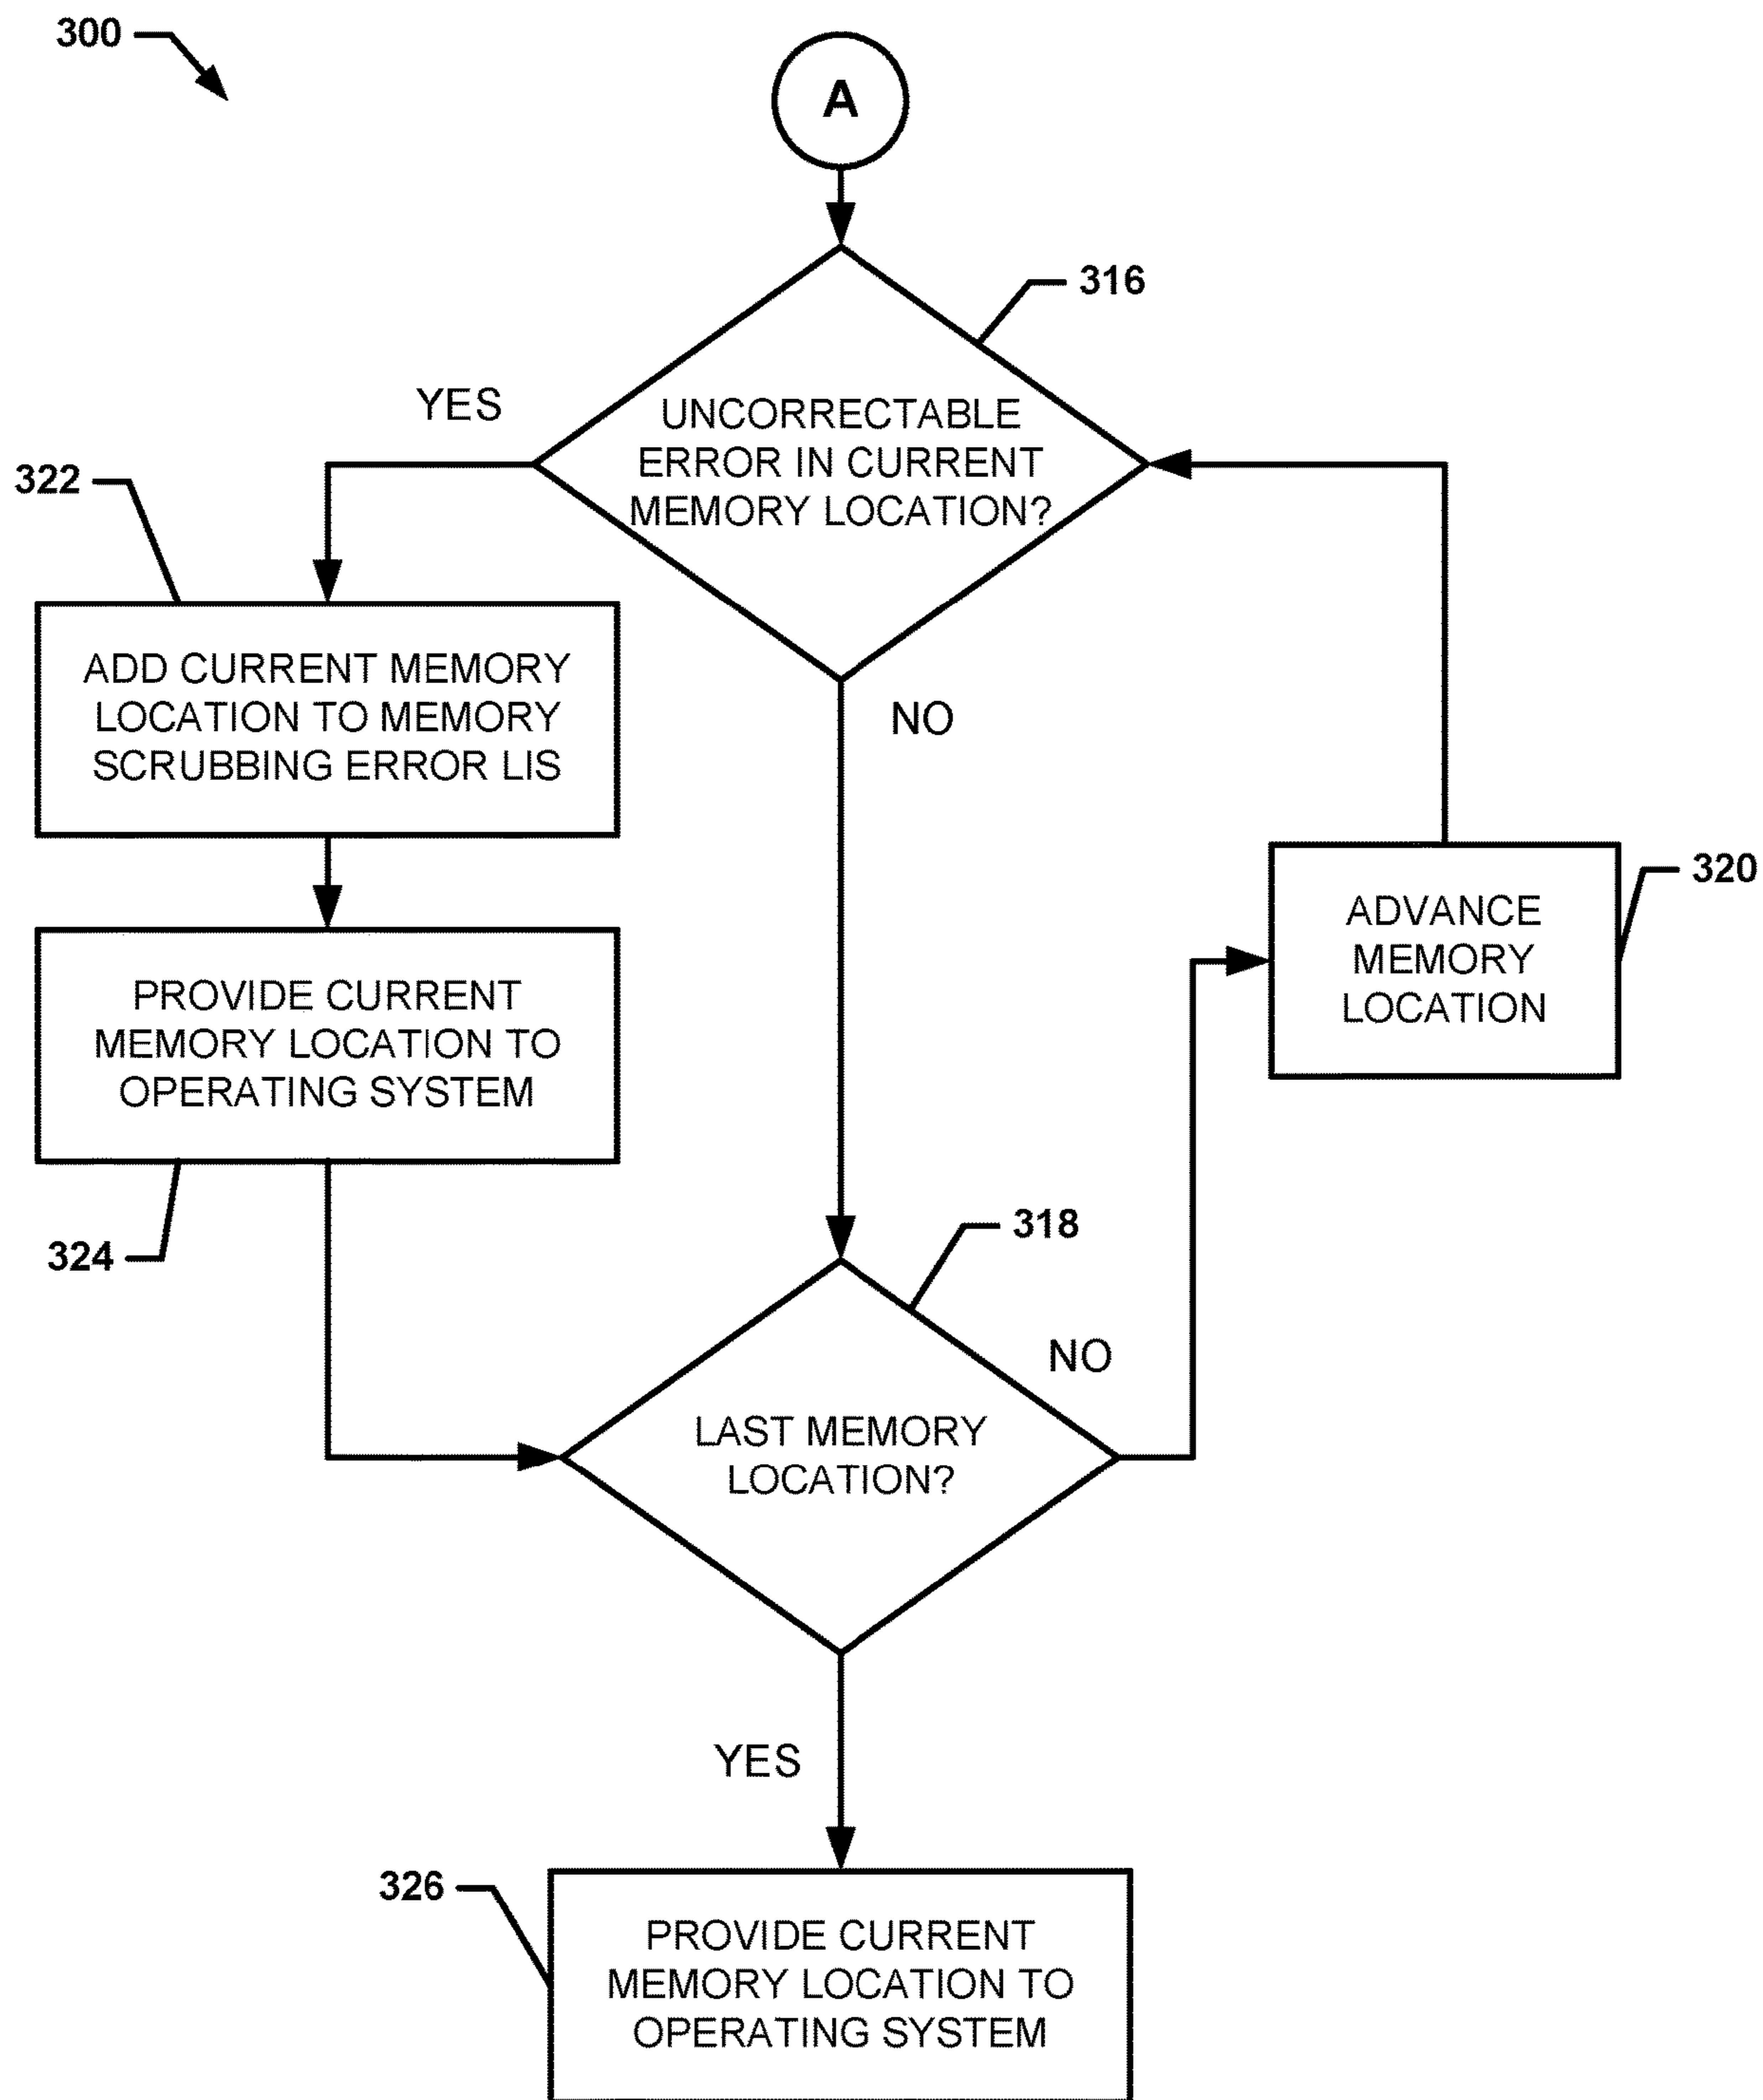 300
A
316
YES
UNCORRECTABLE
ERROR IN CURRENT
MEMORY LOCATION?
322
ADD CURRENT MEMORY
LOCATION TO MEMORY
SCRUBBING ERROR LIS
NO
320
ADVANCE
MEMORY
LOCATION
PROVIDE CURRENT
MEMORY LOCATION TO
OPERATING SYSTEM
324
318
NO
LAST MEMORY
LOCATION?
YES
326
PROVIDE CURRENT
MEMORY LOCATION TO
OPERATING SYSTEM